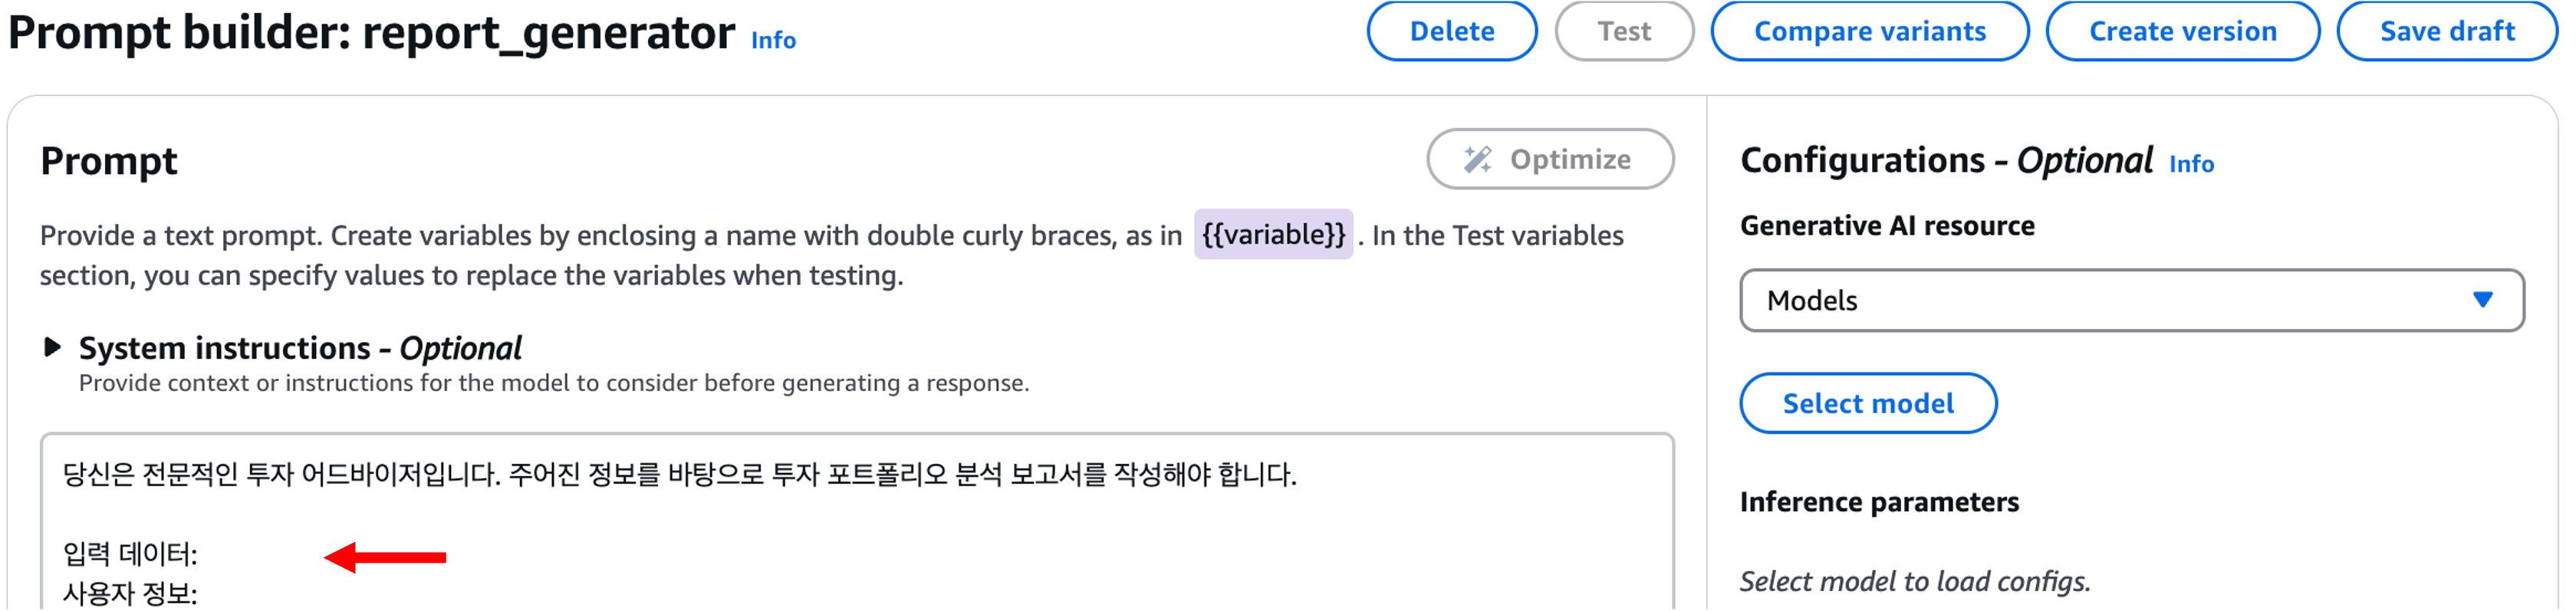 Prompt builder: report_generator Info
Delete
Test
Compare variants
Create version
Save draft
Prompt
Optimize
Provide a text prompt. Create variables by enclosing a name with double curly braces, as in {{variable}} . In the Test variables
section, you can specify values to replace the variables when testing.
System instructions - Optional
Provide context or instructions for the model to consider before generating a response.
당신은 전문적인 투자 어드바이저입니다. 주어진 정보를 바탕으로 투자 포트폴리오 분석 보고서를 작성해야 합니다.
입력 데이터:
사용자 정보:
Configurations - Optional Info
Generative AI resource
Models
Select model
Inference parameters
Select model to load configs.